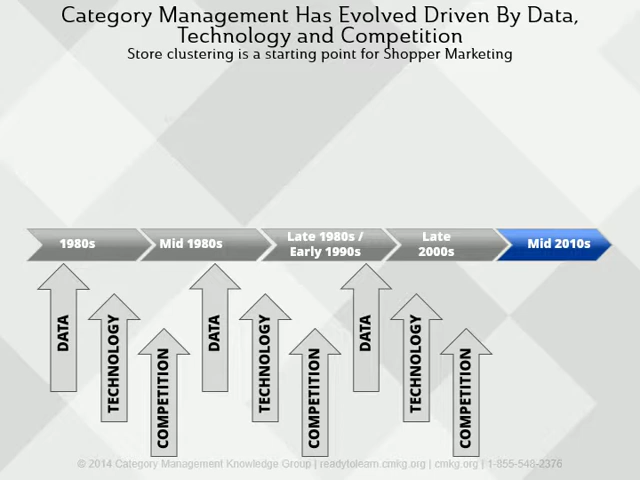 Category Management Has Evolved Driven By Data,
Technology and Competition
Store clustering is a starting point for Shopper Marketing
1980s
Mid 1980s
Late 1980s /
Early 1990s
Late
2000s
Mid 2010s
DATA
TECHNOLOGY
COMPETITION
DATA
TECHNOLOGY
COMPETITION
DATA
TECHNOLOGY
COMPETITION
© 2014 Category Management Knowledge Group | readytolearn.cmkg.org | cmkg.org | 1-855-548-2376